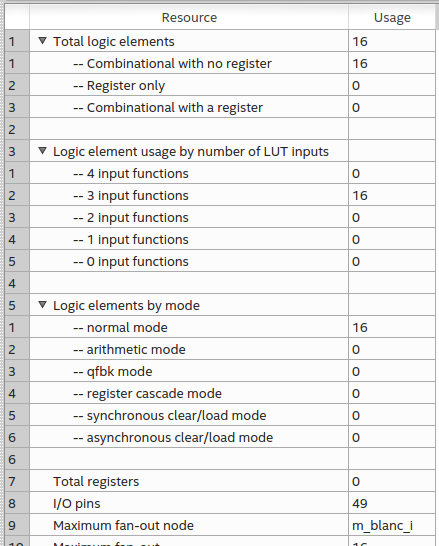 Resource Usage
1 Total logic elements 16
1 -- Combinational with no register 16
2 -- Register only 0
3 -- Combinational with a register 0
2
3 Logic element usage by number of LUT inputs
1 -- 4 input functions 0
2 -- 3 input functions 16
3 -- 2 input functions 0
4 -- 1 input functions 0
5 -- 0 input functions 0
4
5 Logic elements by mode
1 -- normal mode 16
2 -- arithmetic mode 0
3 -- qfbk mode 0
4 -- register cascade mode 0
5 -- synchronous clear/load mode 0
6 -- asynchronous clear/load mode 0
6
7 Total registers 0
8 I/O pins 49
9 Maximum fan-out node m_blanc_i
10 Maximum fan-out 16